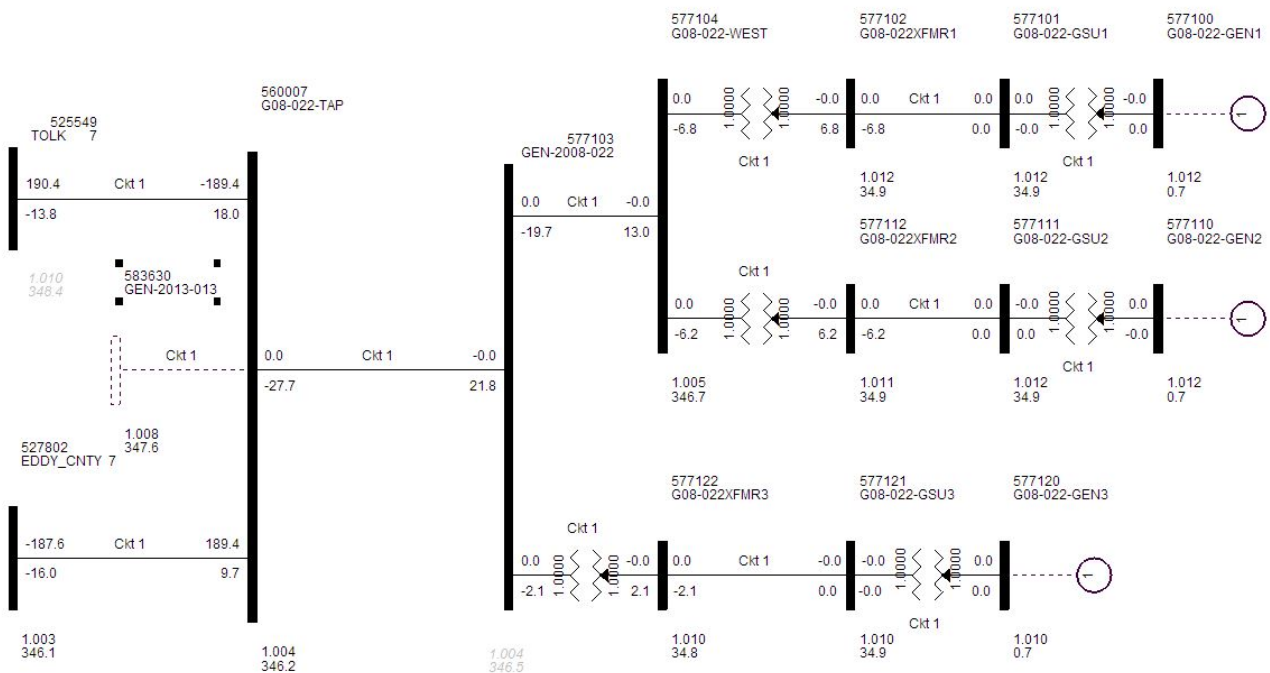 577104
G08-022-WEST
577102
G08-022XFMR1
577101
G08-022-GSU1
577100
G08-022-GEN1
560007
G08-022-TAP
525549
TOLK 7
577103
GEN-2008-022
0.0 1.0000 1.0000 -0.0 0.0 Ckt 1 0.0 0.0 1.0000 1.0000 -0.0 1
-6.8 6.8 -6.8 0.0 -0.0 0.0
Ckt 1 Ckt 1
190.4 Ckt 1 -189.4
-13.8 18.0
0.0 Ckt 1 -0.0
-19.7 13.0
1.012
34.9
1.012
34.9
1.012
0.7
577112
G08-022XFMR2
577111
G08-022-GSU2
577110
G08-022-GEN2
1.010
348.4
583630
GEN-2013-013
Ckt 1
0.0 1.0000 1.0000 -0.0 0.0 Ckt 1 -0.0 -0.0 1.0000 1.0000 0.0 1
-6.2 6.2 -6.2 0.0 0.0 -0.0
Ckt 1
Ckt 1 0.0 Ckt 1 -0.0
-27.7 21.8
1.005
346.7
1.011
34.9
1.012
34.9
1.012
0.7
1.008
347.6
527802
EDDY_CNTY 7
577122
G08-022XFMR3
577121
G08-022-GSU3
577120
G08-022-GEN3
Ckt 1
-187.6 Ckt 1 189.4
-16.0 9.7
0.0 1.0000 1.0000 -0.0 0.0 Ckt 1 -0.0 -0.0 1.0000 1.0000 0.0 1
-2.1 2.1 -2.1 0.0 -0.0 0.0
Ckt 1
1.003
346.1
1.004
346.2
1.004
346.5
1.010
34.8
1.010
34.9
1.010
0.7